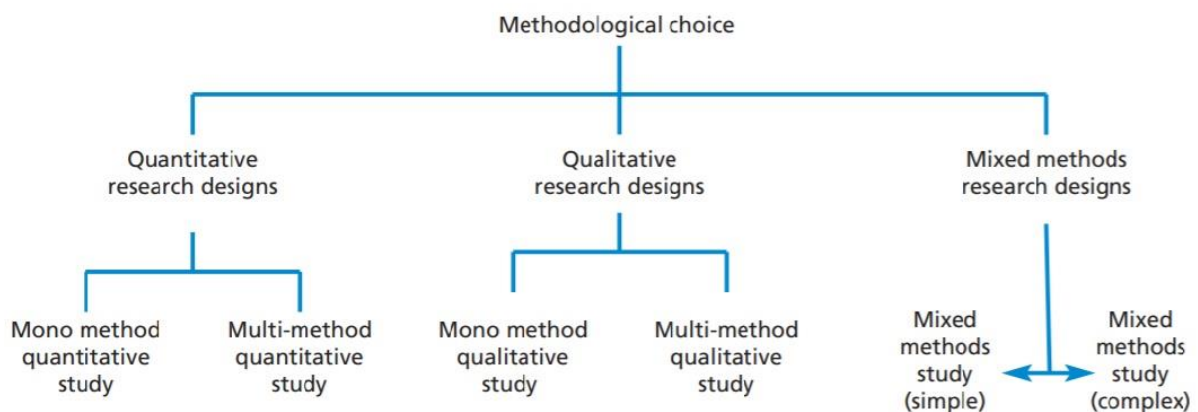 Methodological choice
Quantitative
research designs
Qualitative
research designs
Mixed methods
research designs
Mono method
quantitative
study
Multi-method
quantitative
study
Mono method
qualitative
study
Multi-method
qualitative
study
Mixed
methods
study
(simple)
Mixed
methods
study
(complex)